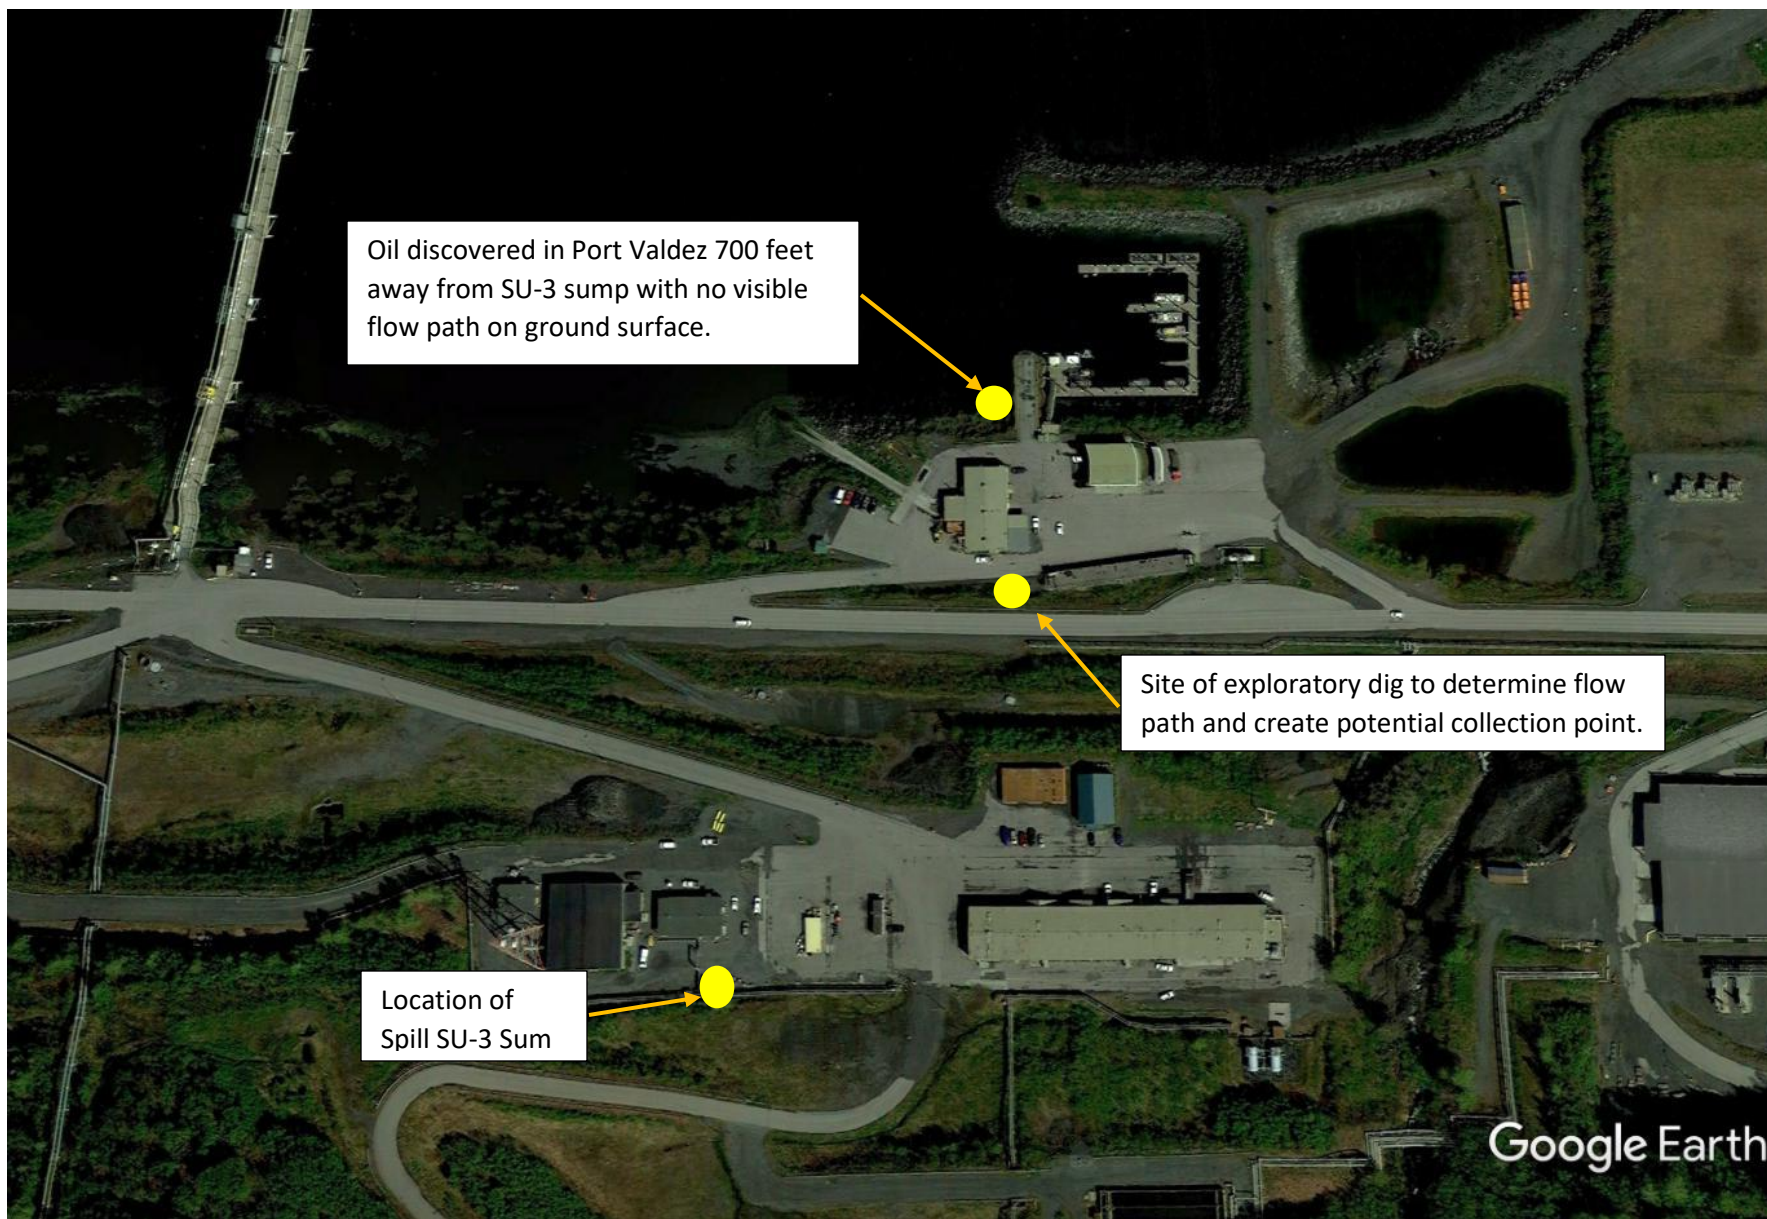 Oil discovered in Port Valdez 700 feet
away from SU-3 sump with no visible
flow path on ground surface.
Site of exploratory dig to determine flow
path and create potential collection point.
Location of
Spill SU-3 Sum
Google Earth